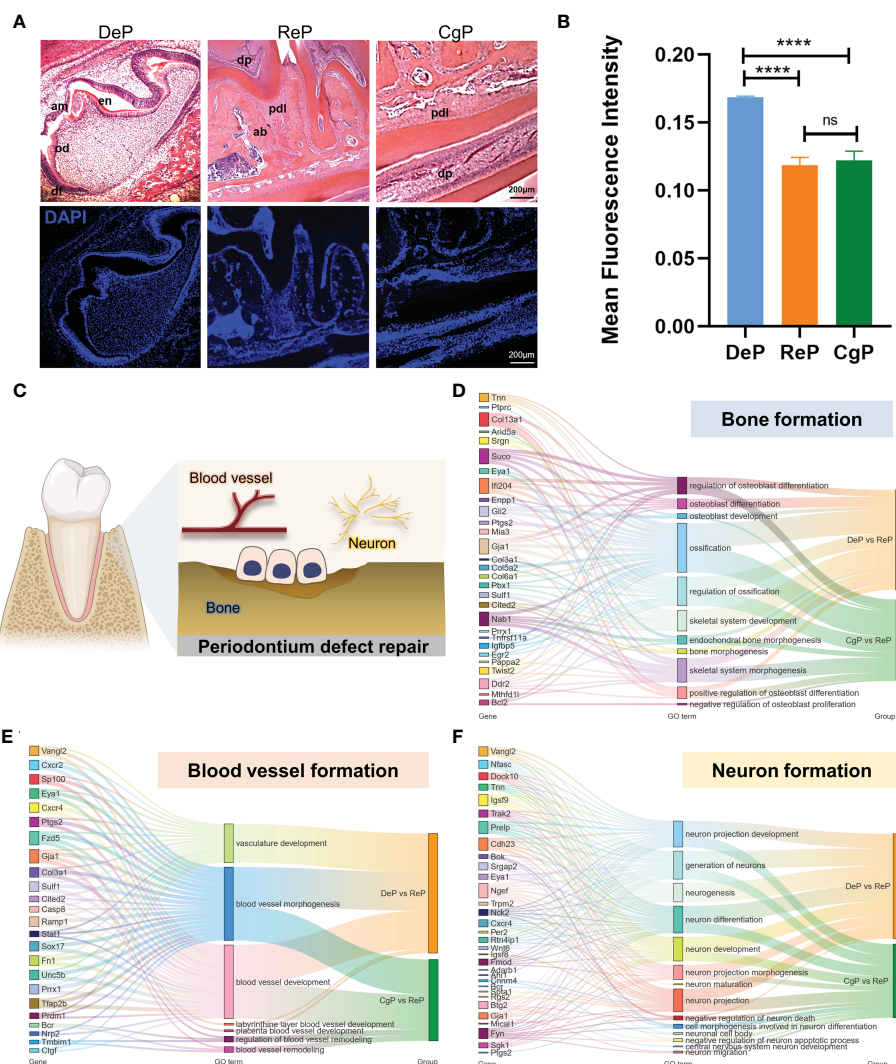 A
DeP
ReP
CgP
am
en
od
df
dp
pdl
ab
pdl
dp
200μm
DAPI
200μm
B
Mean Fluorescence Intensity
0.20
0.15
0.10
0.05
0.00
****
****
ns
DeP
ReP
CgP
C
Blood vessel
Neuron
Bone
Periodontium defect repair
D
Bone formation
Tnn
Ptprc
Col13a1
Arid5a
Srgn
Suco
Eya1
Ifi204
Enpp1
Gli2
Ptgs2
Mia3
Gja1
Col3a1
Col5a2
Col6a1
Pbx1
Sulf1
Cited2
Nab1
Prrx1
Tnfrsf11a
Igfbp5
Egr2
Pappa2
Twist2
Ddr2
Mthfd1l
Bcl2
regulation of osteoblast differentiation
osteoblast differentiation
osteoblast development
ossification
regulation of ossification
skeletal system development
endochondral bone morphogenesis
bone morphogenesis
skeletal system morphogenesis
positive regulation of osteoblast differentiation
negative regulation of osteoblast proliferation
DeP vs ReP
CgP vs ReP
Gene
GO term
Group
E
Blood vessel formation
Vangl2
Cxcr2
Sp100
Eya1
Cxcr4
Ptgs2
Fzd5
Gja1
Col3a1
Sulf1
Cited2
Casp8
Ramp1
Stat1
Sox17
Fn1
Unc5b
Prrx1
Tfap2b
Prdm1
Bcr
Nrp2
Tmbim1
Ctgf
vasculature development
blood vessel morphogenesis
blood vessel development
labyrinthine layer blood vessel development
placenta blood vessel development
regulation of blood vessel remodeling
blood vessel remodeling
DeP vs ReP
CgP vs ReP
Gene
GO term
Group
F
Neuron formation
Vangl2
Nfasc
Dock10
Tnn
Igsf9
Trak2
Prelp
Cdh23
Bok
Srgap2
Eya1
Ngef
Trpm2
Nck2
Cxcr4
Per2
Rtn4ip1
Wnt6
Igsf8
Fmod
Adarb1
Ahi1
Cnnm4
Bcr
Rgs2
Btg2
Gja1
Mical1
Fyn
Sgk1
Ptgs2
neuron projection development
generation of neurons
neurogenesis
neuron differentiation
neuron development
neuron projection morphogenesis
neuron maturation
neuron projection
negative regulation of neuron death
cell morphogenesis involved in neuron differentiation
neuronal cell body
negative regulation of neuron apoptotic process
central nervous system neuron development
neuron migration
DeP vs ReP
CgP vs ReP
Gene
GO term
Group